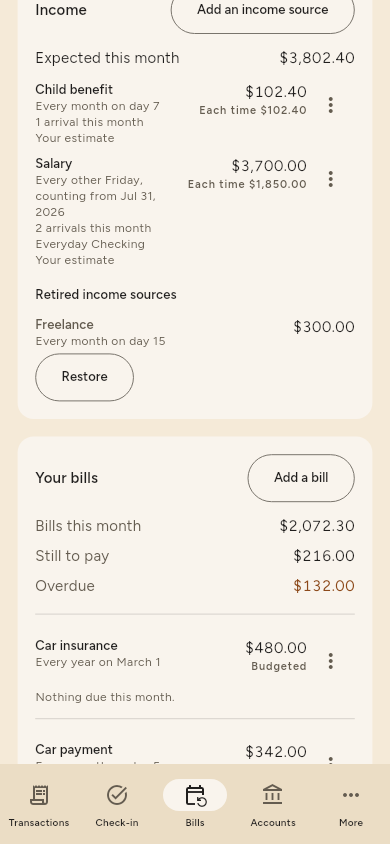 Income
Add an income source
Expected this month $3,802.40
Child benefit $102.40
Every month on day 7 Each time $102.40
1 arrival this month
Your estimate
Salary $3,700.00
Every other Friday, Each time $1,850.00
counting from Jul 31,
2026
2 arrivals this month
Everyday Checking
Your estimate
Retired income sources
Freelance $300.00
Every month on day 15
Restore
Your bills
Add a bill
Bills this month $2,072.30
Still to pay $216.00
Overdue $132.00
Car insurance $480.00
Every year on March 1 Budgeted
Nothing due this month.
Car payment $342.00
Transactions Check-in Bills Accounts More